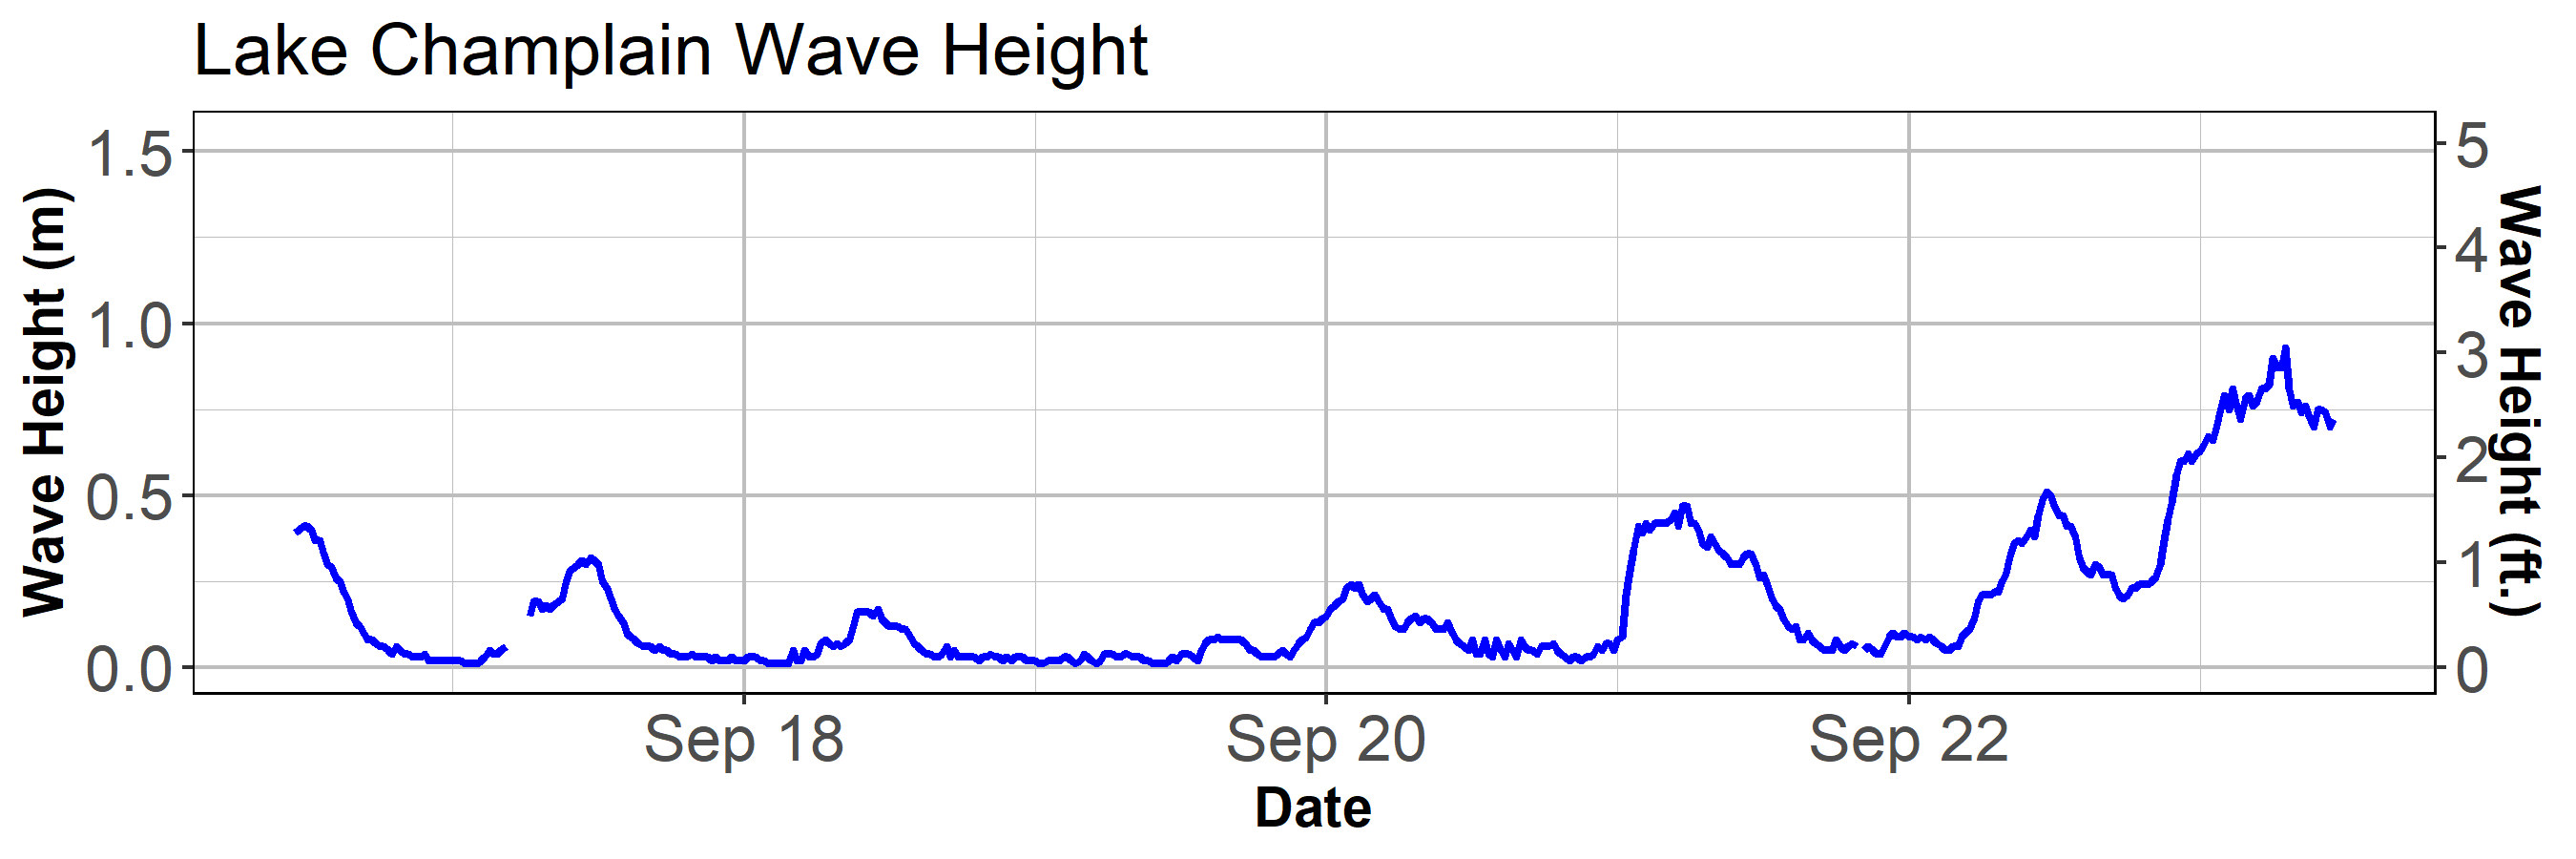 Lake Champlain Wave Height
Wave Height (m)
1.5
1.0
0.5
0.0
5
4
3
2
1
0
Wave Height (ft.)
Sep 18
Sep 20
Sep 22
Date